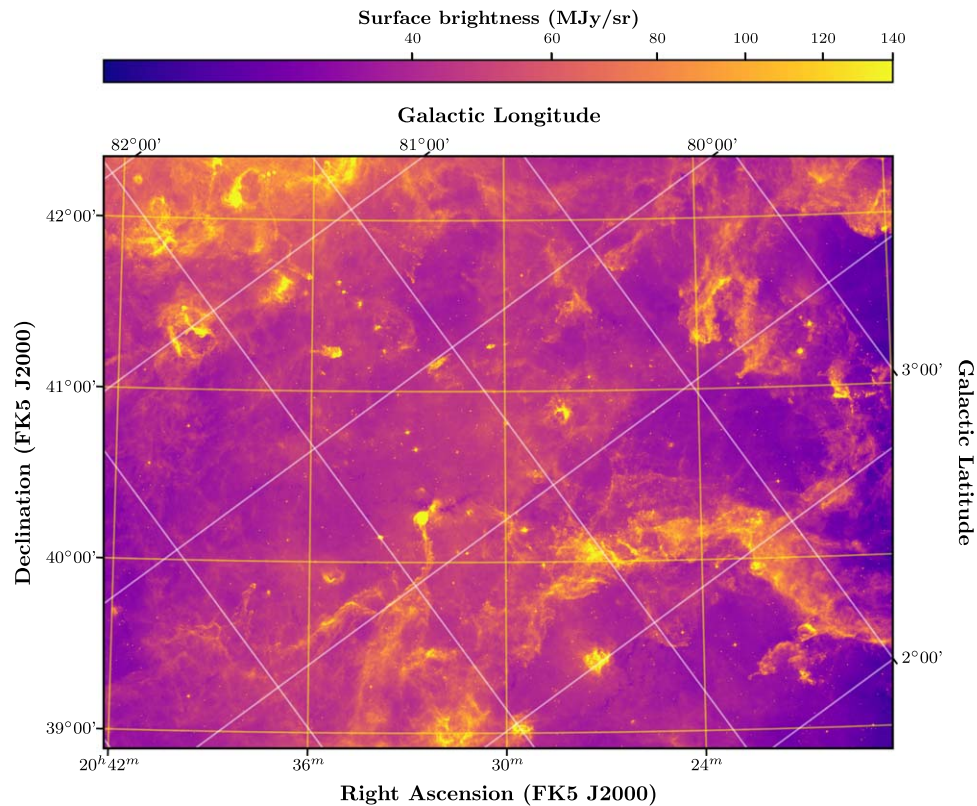 Surface brightness (MJy/sr)
40 60 80 100 120 140
Galactic Longitude
82°00' 81°00' 80°00'
42°00'
41°00'
40°00'
39°00'
Declination (FK5 J2000)
3°00'
2°00'
Galactic Latitude
20ʰ42ᵐ 36ᵐ 30ᵐ 24ᵐ
Right Ascension (FK5 J2000)